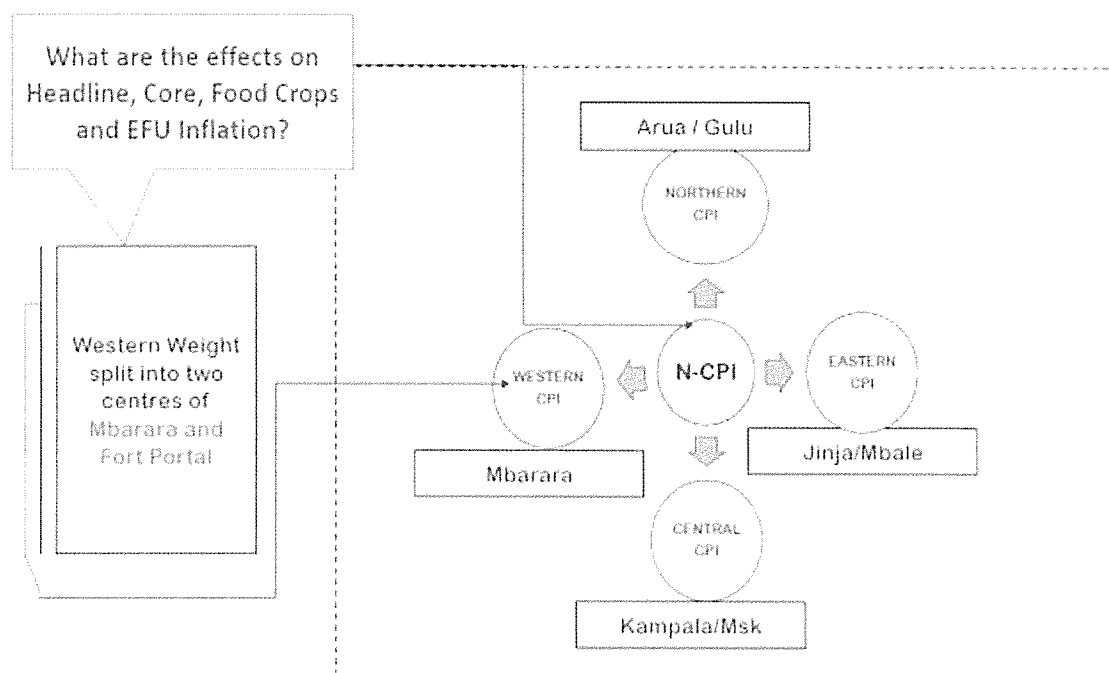 What are the effects on
Headline, Core, Food Crops
and EFU Inflation?
Arua / Gulu
NORTHERN
CPI
Western Weight
split into two
centres of
Mbarara and
Fort Portal
WESTERN
CPI
N-CPI
EASTERN
CPI
Mbarara
Jinja/Mbale
CENTRAL
CPI
Kampala/Msk